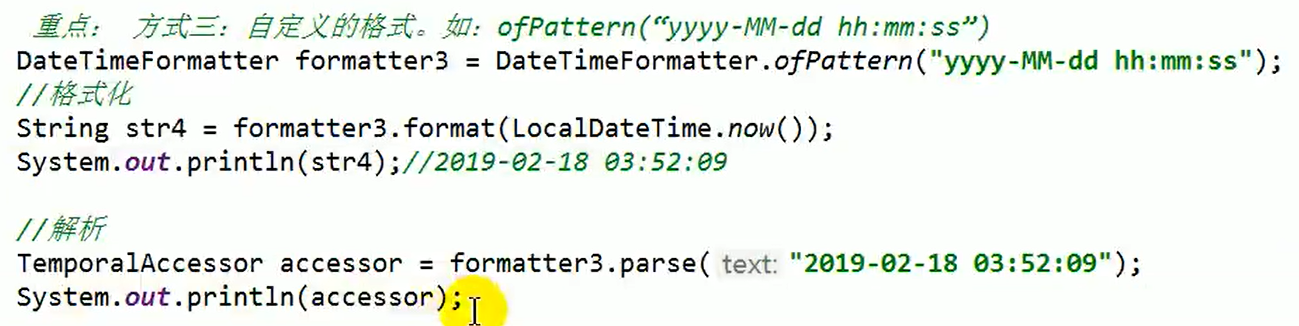 重点： 方式三：自定义的格式。如：ofPattern(“yyyy-MM-dd hh:mm:ss”)
DateTimeFormatter formatter3 = DateTimeFormatter.ofPattern("yyyy-MM-dd hh:mm:ss");
//格式化
String str4 = formatter3.format(LocalDateTime.now());
System.out.println(str4);//2019-02-18 03:52:09
//解析
TemporalAccessor accessor = formatter3.parse( text: "2019-02-18 03:52:09");
System.out.println(accessor);